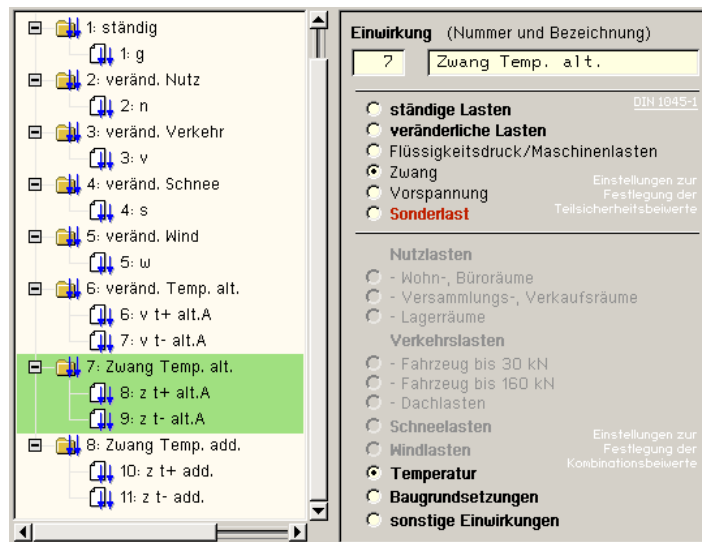 1: ständig
1: g
2: veränd. Nutz
2: n
3: veränd. Verkehr
3: v
4: veränd. Schnee
4: s
5: veränd. Wind
5: w
6: veränd. Temp. alt.
6: v t+ alt.A
7: v t- alt.A
7: Zwang Temp. alt.
8: z t+ alt.A
9: z t- alt.A
8: Zwang Temp. add.
10: z t+ add.
11: z t- add.
Einwirkung (Nummer und Bezeichnung)
7 Zwang Temp. alt.
DIN 1045-1
ständige Lasten
veränderliche Lasten
Flüssigkeitsdruck/Maschinenlasten
Zwang
Vorspannung
Sonderlast
Einstellungen zur
Festlegung der
Teilsicherheitsbeiwerte
Nutzlasten
- Wohn-, Büroräume
- Versammlungs-, Verkaufsräume
- Lagerräume
Verkehrslasten
- Fahrzeug bis 30 kN
- Fahrzeug bis 160 kN
- Dachlasten
Schneelasten
Windlasten
Temperatur
Baugrundsetzungen
sonstige Einwirkungen
Einstellungen zur
Festlegung der
Kombinationsbeiwerte